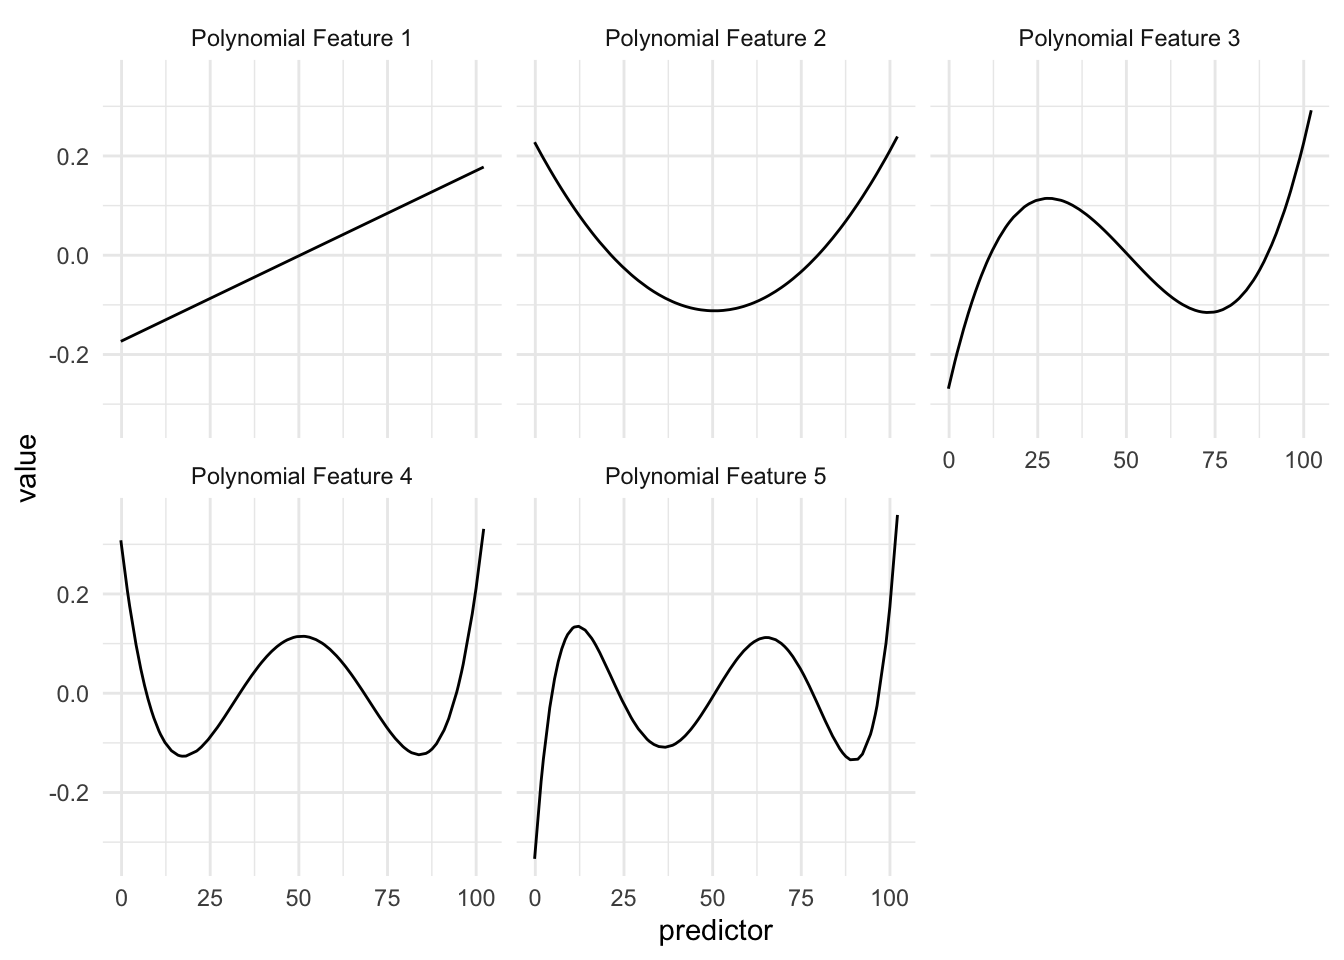 Polynomial Feature 1
Polynomial Feature 2
Polynomial Feature 3
0.2
0.0
-0.2
0 25 50 75 100
value
Polynomial Feature 4
Polynomial Feature 5
0.2
0.0
-0.2
0 25 50 75 100
0 25 50 75 100
predictor